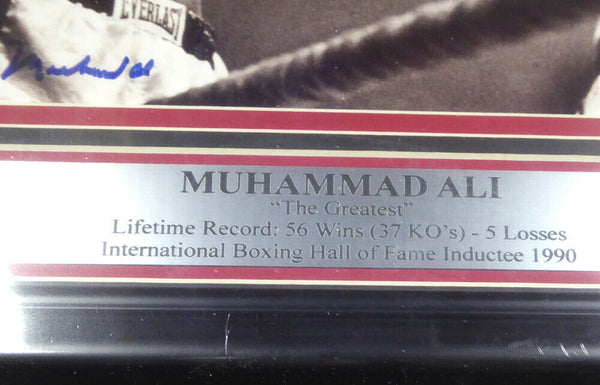 EVERLAST
Muhammad
MUHAMMAD ALI
“The Greatest”
Lifetime Record: 56 Wins (37 KO's) - 5 Losses
International Boxing Hall of Fame Inductee 1990